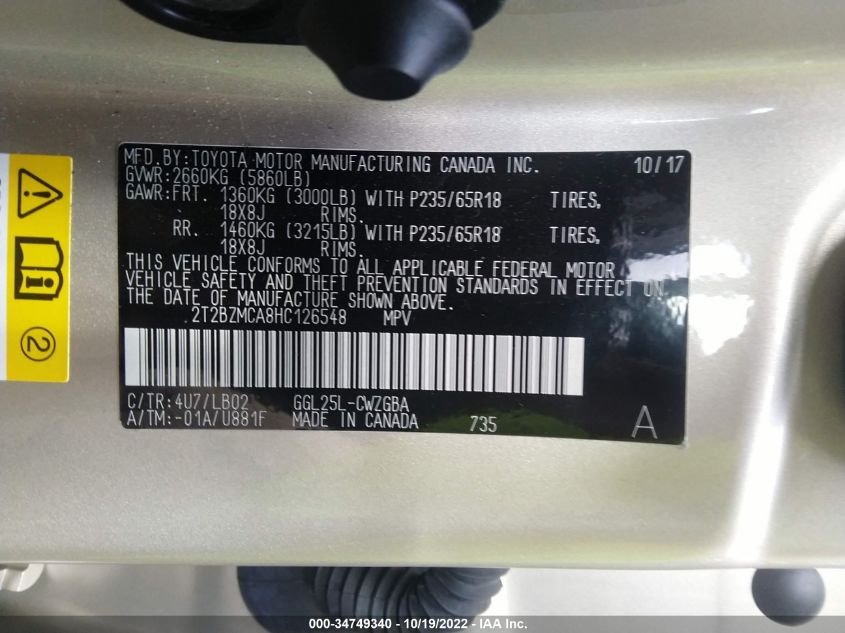 MFD.BY:TOYOTA MOTOR MANUFACTURING CANADA INC. 10/17
GVWR:2660KG (5860LB)
GAWR:FRT. 1360KG (3000LB) WITH P235/65R18 TIRES,
18X8J RIMS.
RR. 1460KG (3215LB) WITH P235/65R18 TIRES,
18X8J RIMS.
THIS VEHICLE CONFORMS TO ALL APPLICABLE FEDERAL MOTOR
VEHICLE SAFETY AND THEFT PREVENTION STANDARDS IN EFFECT ON
THE DATE OF MANUFACTURE SHOWN ABOVE.
2T2BZMCA8HC126548 MPV
C/TR:4U7/LB02 GGL25L-CWZGBA
A/TM:-01A/U881F MADE IN CANADA 735 A
2
000-34749340 - 10/19/2022 - IAA Inc.